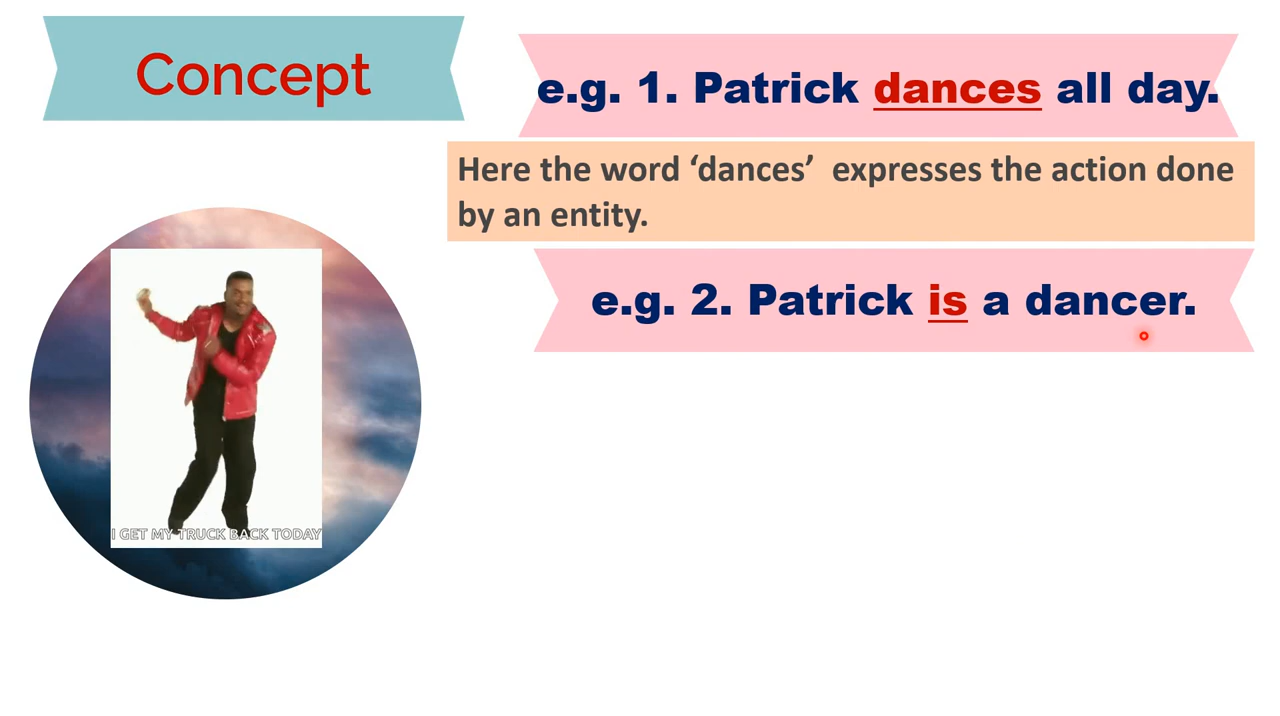 Concept
e.g. 1. Patrick dances all day.
Here the word ‘dances’  expresses the action done
by an entity.
e.g. 2. Patrick is a dancer.
I GET MY TRUCK BACK TODAY